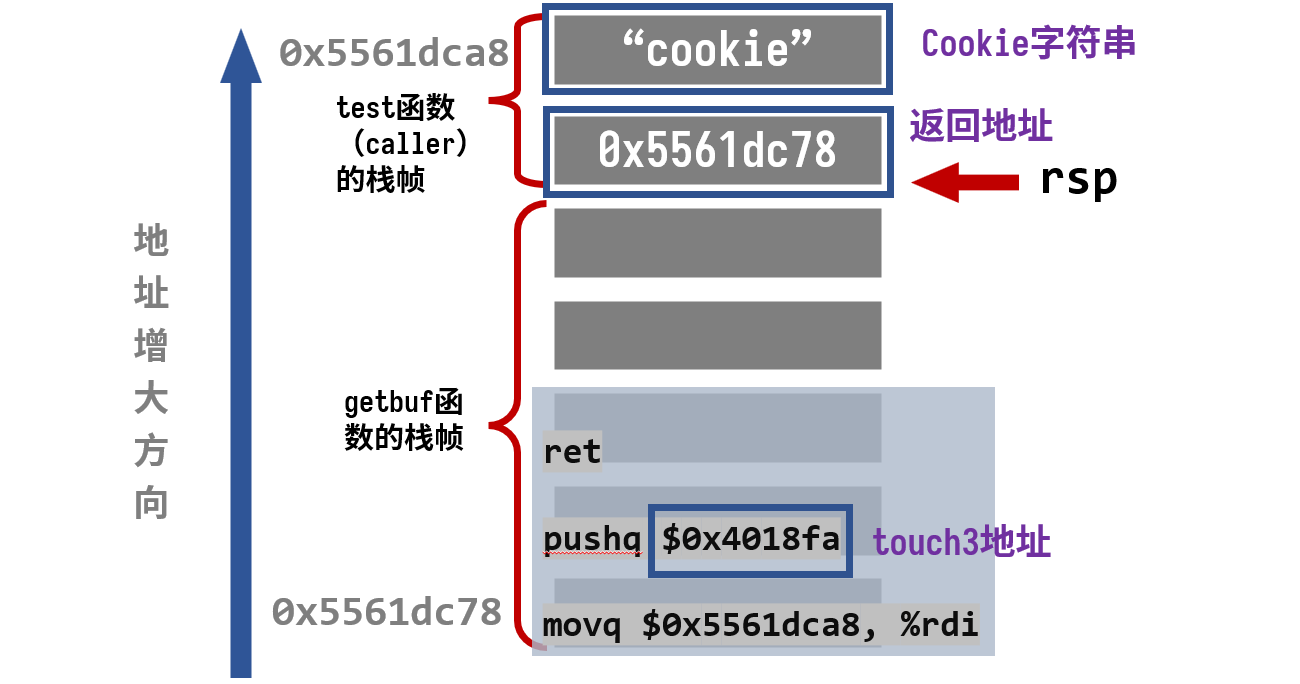 0x5561dca8
“cookie”
Cookie字符串
test函数
（caller）
的栈帧
0x5561dc78
返回地址
rsp
地址增大方向
getbuf函
数的栈帧
ret
pushq $0x4018fa
touch3地址
0x5561dc78
movq $0x5561dca8, %rdi